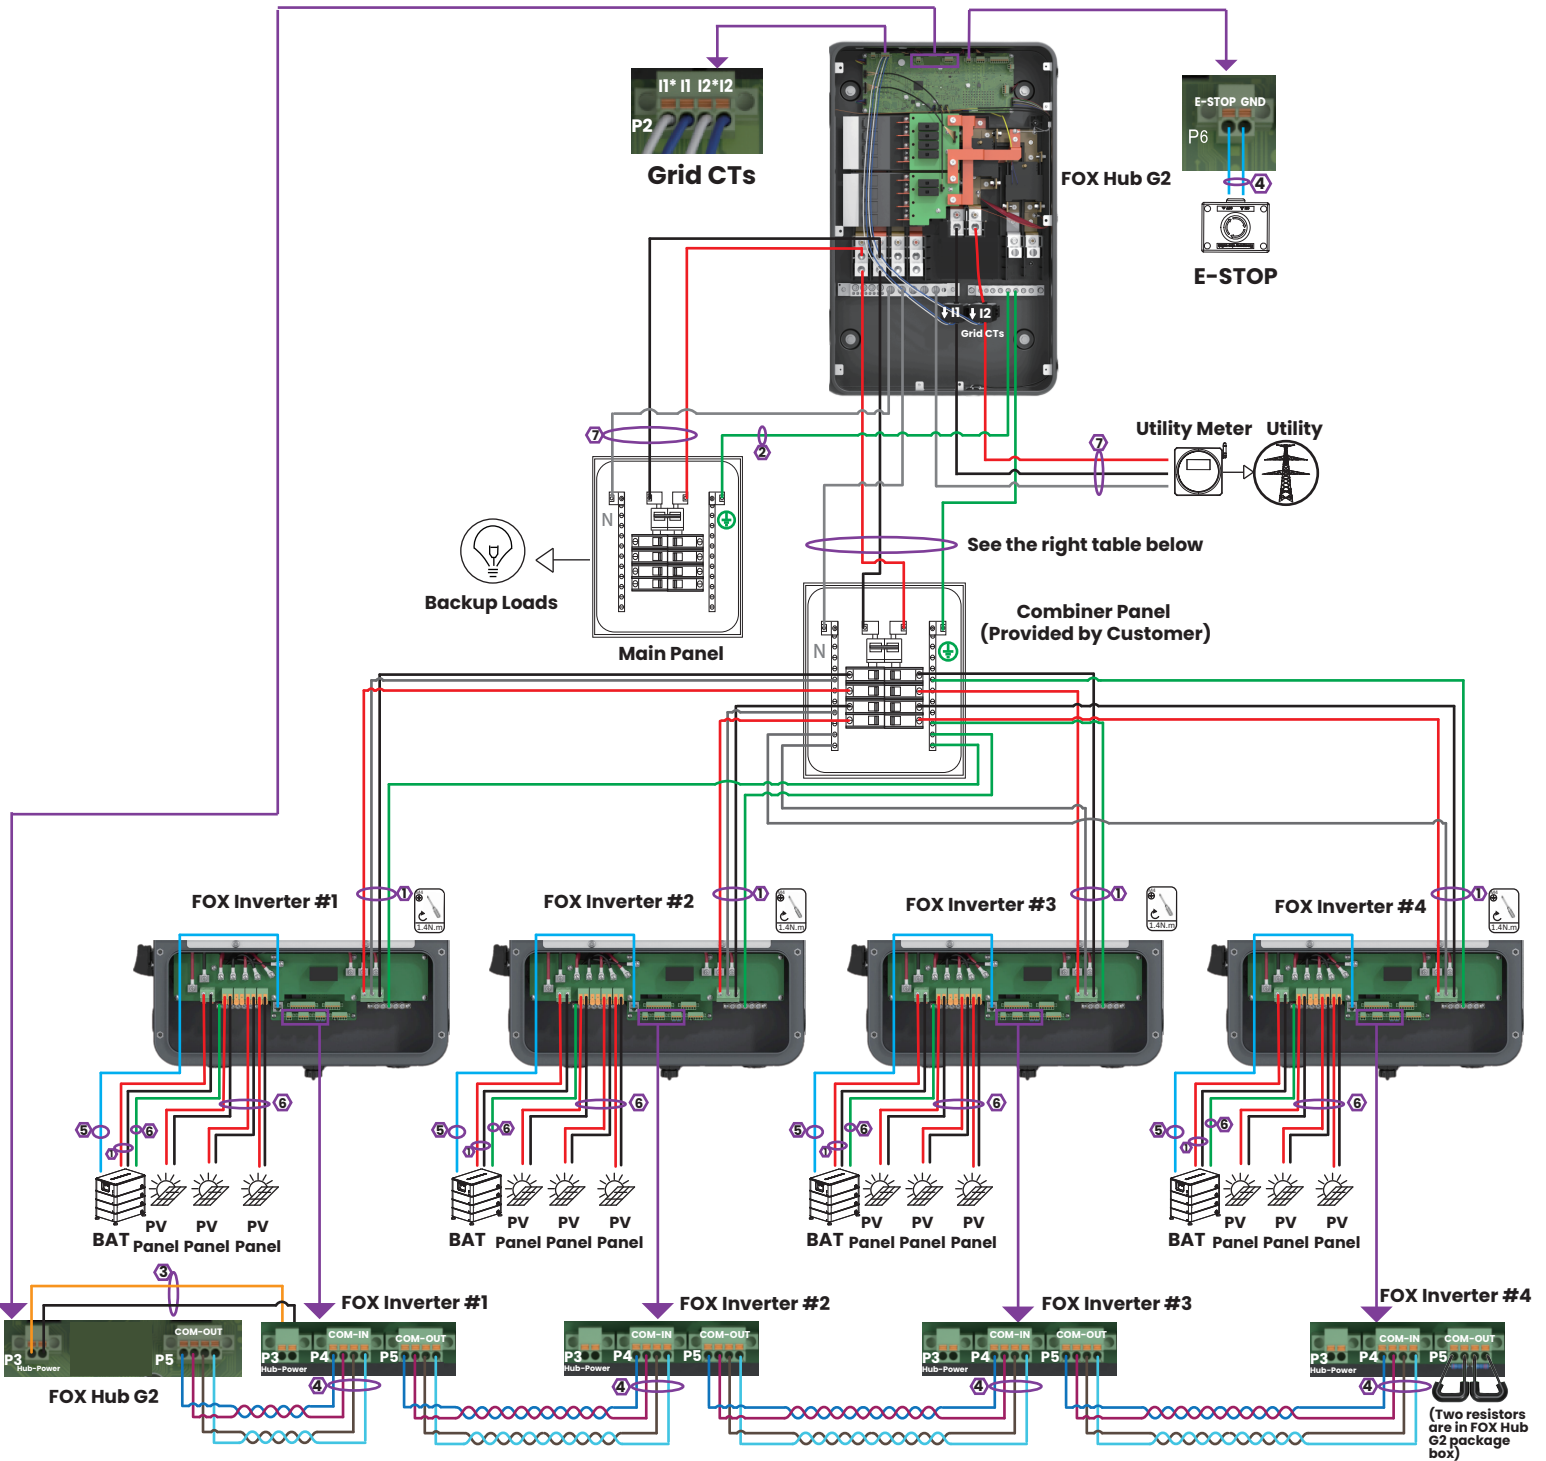 I1* I1 I2* I2
P2
Grid CTs
E-STOP GND
P6
4
E-STOP
FOX Hub G2
I1 I2
Grid CTs
7
2
Utility Meter
Utility
7
N
Backup Loads
Main Panel
See the right table below
Combiner Panel
(Provided by Customer)
N
FOX Inverter #1
1
1.4N.m
FOX Inverter #2
1
1.4N.m
FOX Inverter #3
1
1.4N.m
FOX Inverter #4
1
1.4N.m
5
1
6
6
BAT
PV
Panel
PV
Panel
PV
Panel
5
1
6
6
BAT
PV
Panel
PV
Panel
PV
Panel
5
1
6
6
BAT
PV
Panel
PV
Panel
PV
Panel
5
1
6
6
BAT
PV
Panel
PV
Panel
PV
Panel
3
P3
Hub-Power
P5
COM-OUT
FOX Hub G2
FOX Inverter #1
P3
Hub-Power
P4
COM-IN
P5
COM-OUT
4
FOX Inverter #2
P3
Hub-Power
P4
COM-IN
P5
COM-OUT
4
FOX Inverter #3
P3
Hub-Power
P4
COM-IN
P5
COM-OUT
4
FOX Inverter #4
P3
Hub-Power
P4
COM-IN
P5
COM-OUT
4
(Two resistors
are in FOX Hub
G2 package
box)